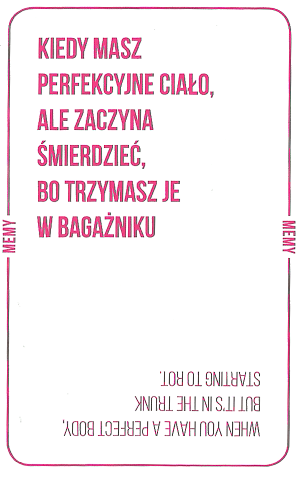 KIEDY MASZ
PERFEKCYJNE CIAŁO,
ALE ZACZYNA
ŚMIERDZIEĆ,
BO TRZYMASZ JE
W BAGAŻNIKU
MEMY
MEMY
WHEN YOU HAVE A PERFECT BODY,
BUT IT'S IN THE TRUNK
STARTING TO ROT.